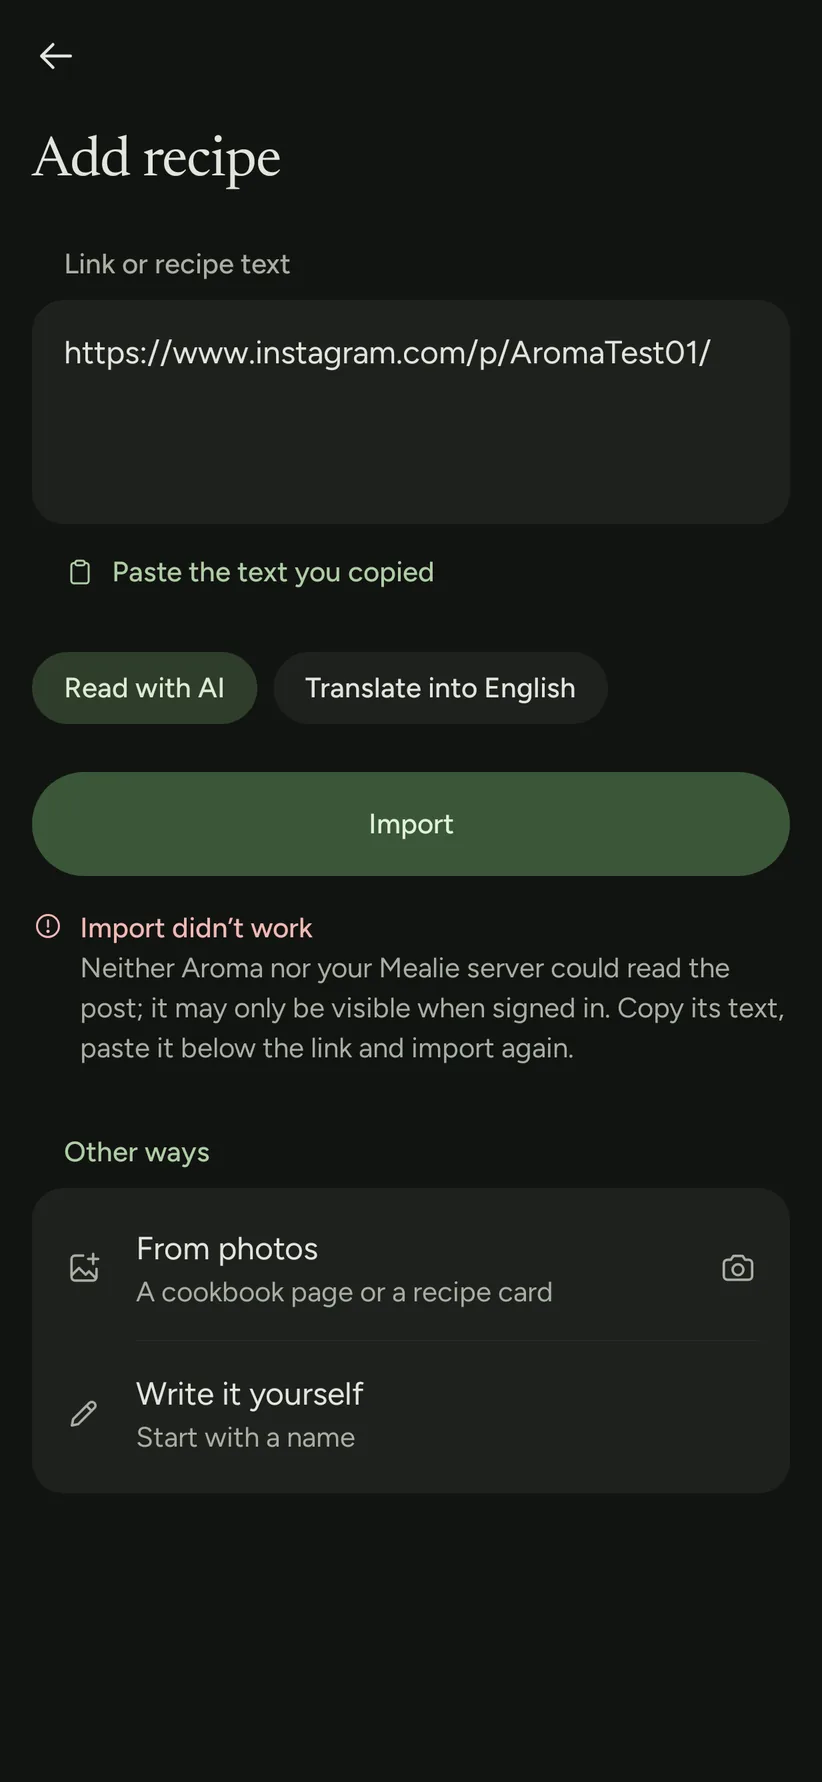 Add recipe
Link or recipe text
https://www.instagram.com/p/AromaTest01/
Paste the text you copied
Read with AI
Translate into English
Import
Import didn’t work
Neither Aroma nor your Mealie server could read the
post; it may only be visible when signed in. Copy its text,
paste it below the link and import again.
Other ways
From photos
A cookbook page or a recipe card
Write it yourself
Start with a name